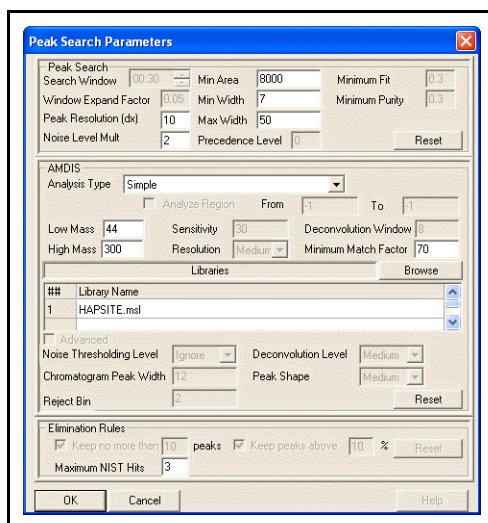 Peak Search Parameters
Peak Search
Search Window 00:30 Min Area 8000 Minimum Fit 0.3
Window Expand Factor 0.05 Min Width 7 Minimum Purity 0.3
Peak Resolution (dx) 10 Max Width 50
Noise Level Mult 2 Precedence Level 0 Reset
AMDIS
Analysis Type Simple
Analyze Region From -1 To -1
Low Mass 44 Sensitivity 30 Deconvolution Window 8
High Mass 300 Resolution Medium Minimum Match Factor 70
Libraries Browse
## Library Name
1 HAPSITE.msl
Advanced
Noise Thresholding Level Ignore Deconvolution Level Medium
Chromatogram Peak Width 12 Peak Shape Medium
Reject Bin 2 Reset
Elimination Rules
Keep no more than 10 peaks Keep peaks above 10 % Reset
Maximum NIST Hits 3
OK Cancel Help